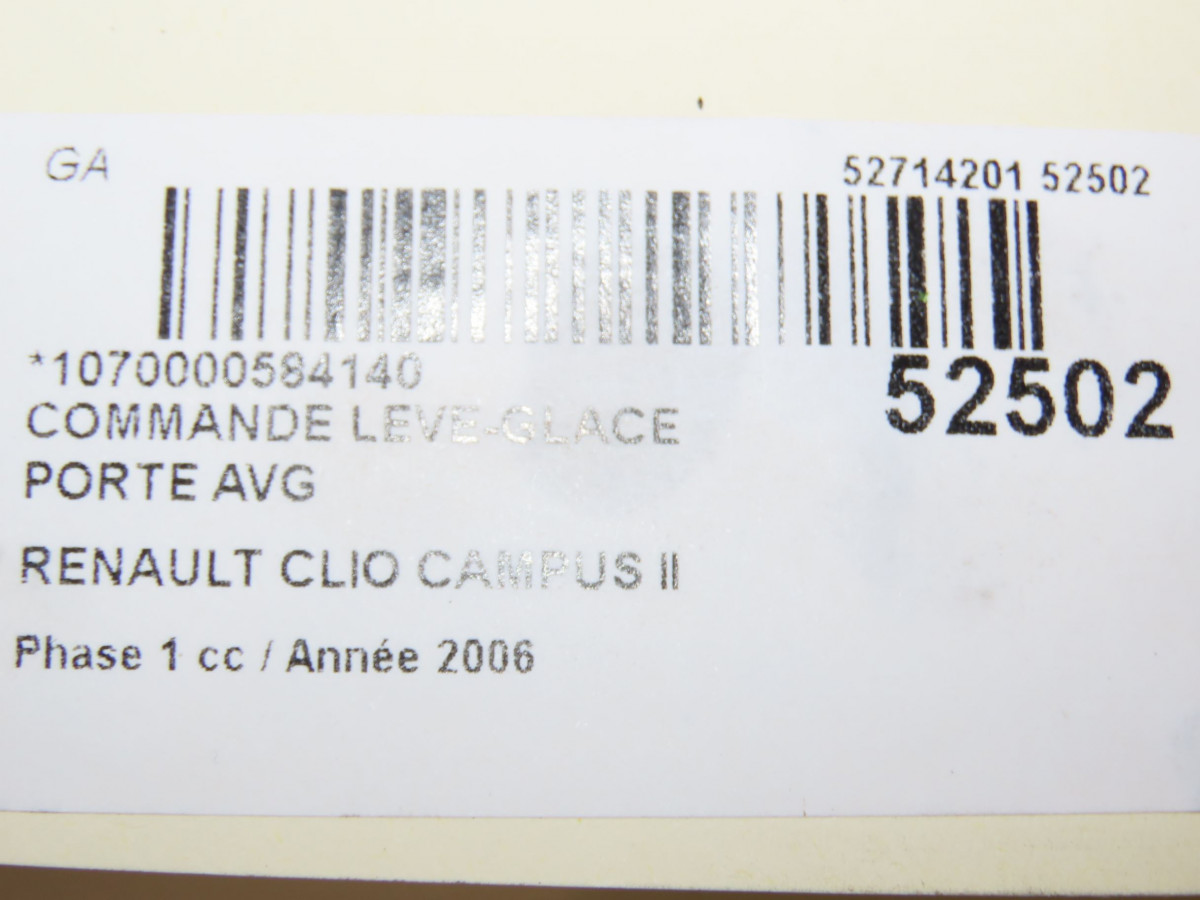 GA
52714201 52502
*1070000584140
52502
COMMANDE LEVE-GLACE
PORTE AVG
RENAULT CLIO CAMPUS II
Phase 1 cc / Année 2006